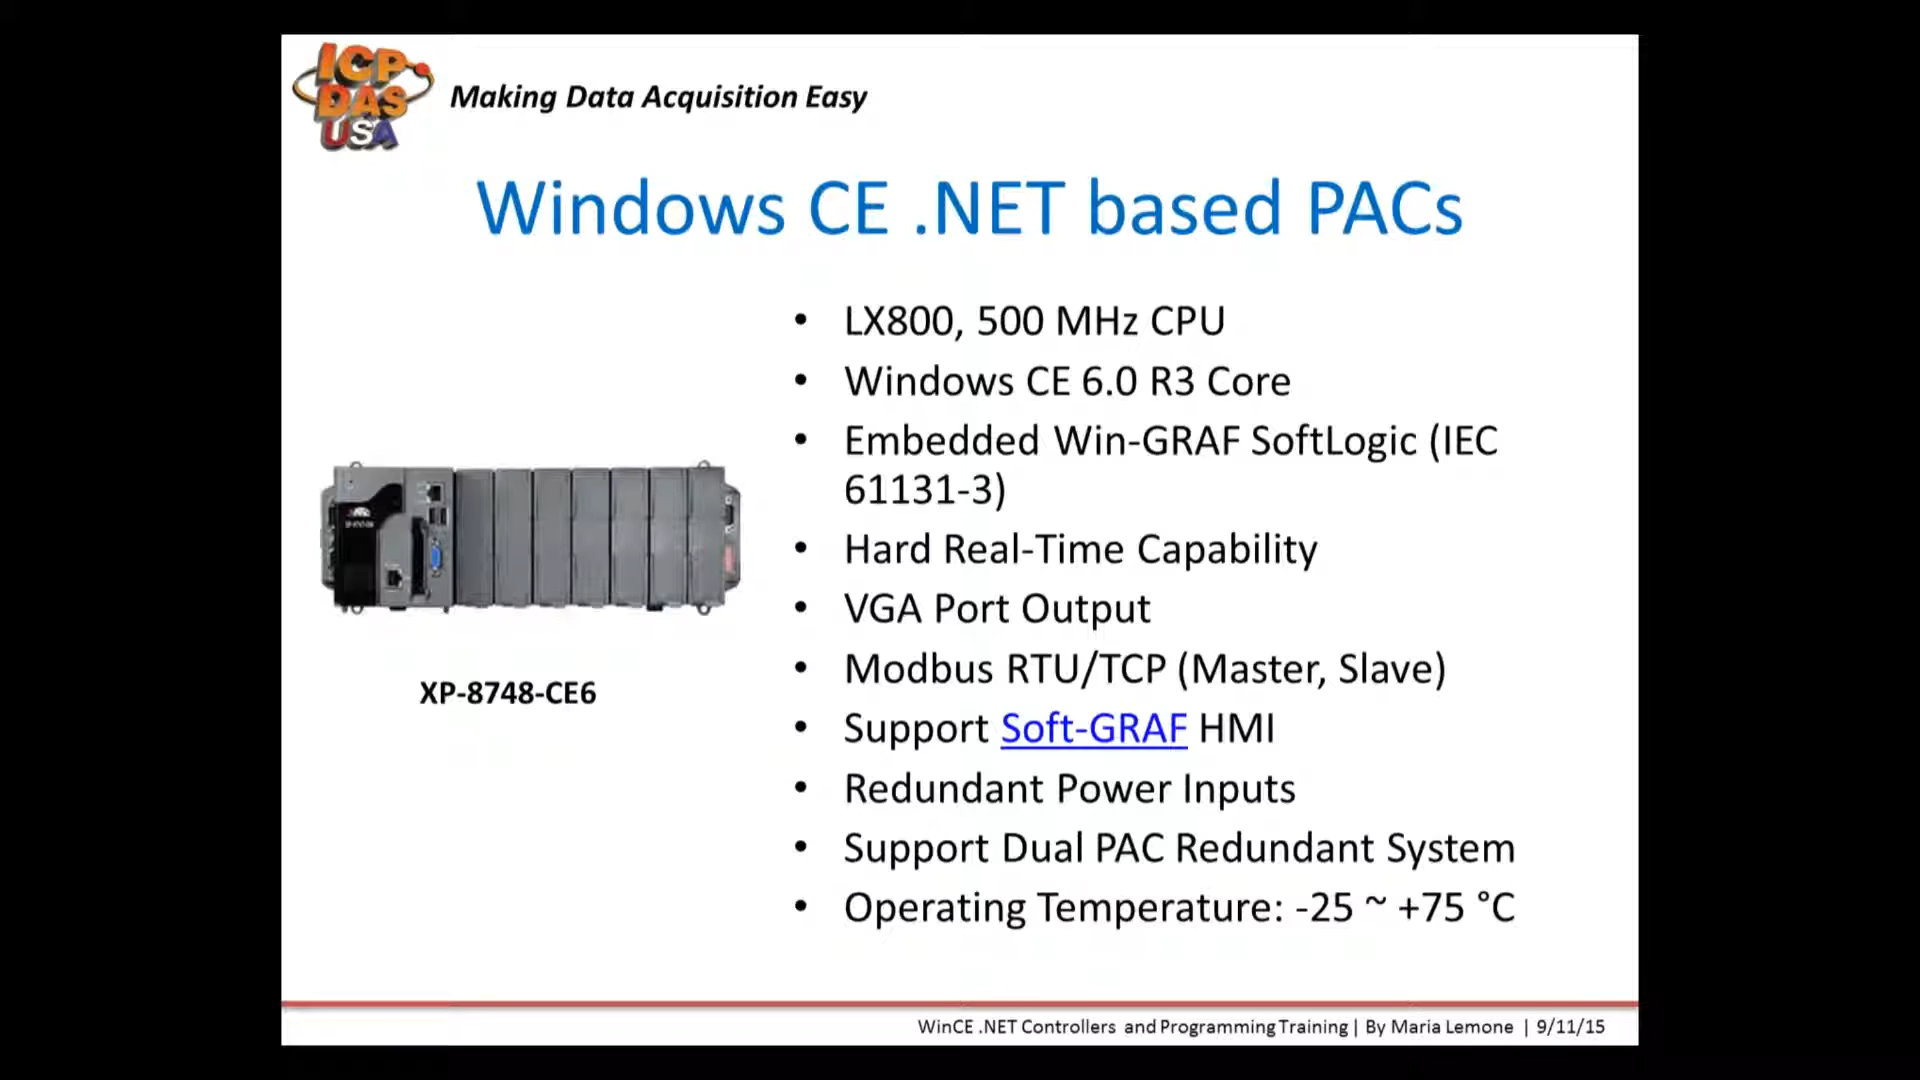 ICP
DAS
USA
Making Data Acquisition Easy
Windows CE .NET based PACs
• LX800, 500 MHz CPU
• Windows CE 6.0 R3 Core
• Embedded Win-GRAF SoftLogic (IEC
61131-3)
• Hard Real-Time Capability
• VGA Port Output
• Modbus RTU/TCP (Master, Slave)
• Support Soft-GRAF HMI
• Redundant Power Inputs
• Support Dual PAC Redundant System
• Operating Temperature: -25 ~ +75 °C
XP-8748-CE6
WinCE .NET Controllers and Programming Training | By Maria Lemone | 9/11/15